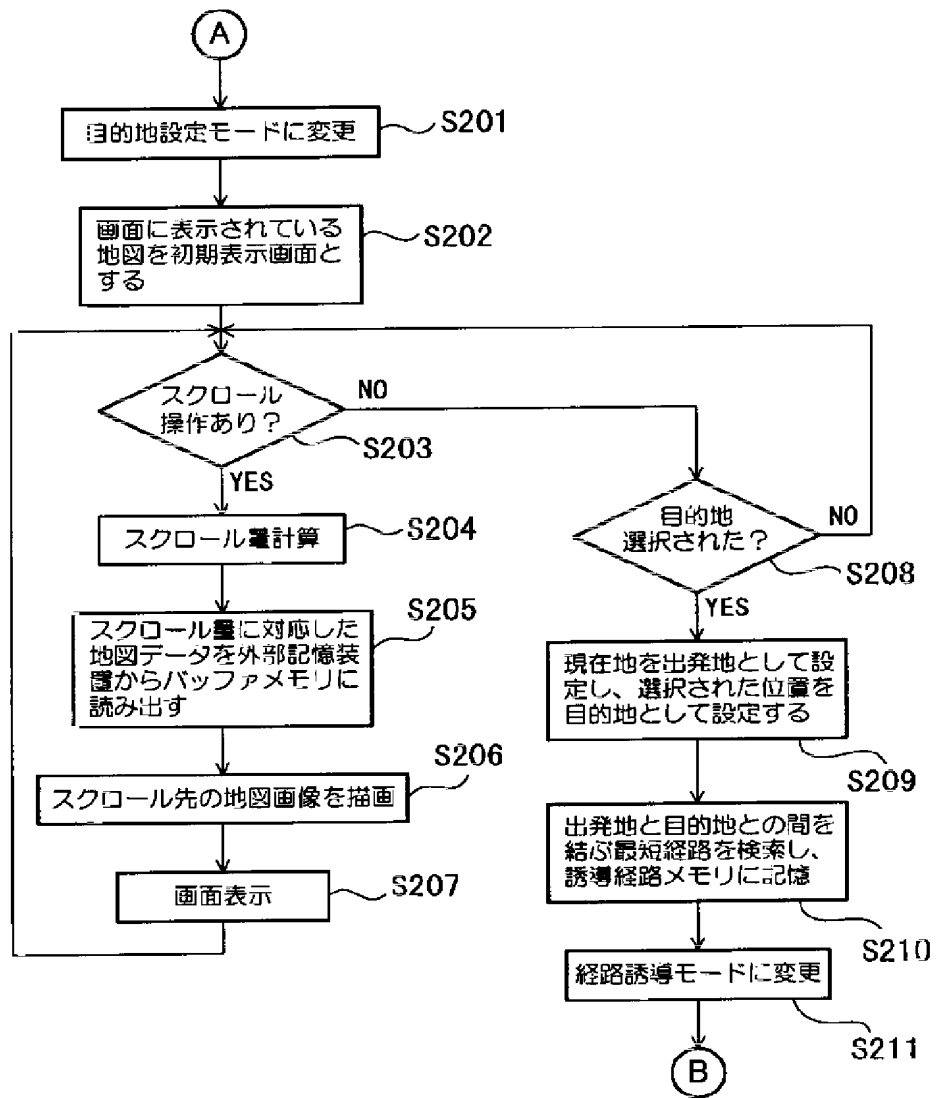 A
目的地設定モードに変更
S201
画面に表示されている
地図を初期表示画面と
する
S202
スクロール
操作あり？
NO
S203
YES
スクロール量計算
S204
スクロール量に対応した
地図データを外部記憶装
置からバッファメモリに
読み出す
S205
スクロール先の地図画像を描画
S206
画面表示
S207
目的地
選択された？
NO
S208
YES
現在地を出発地として設
定し、選択された位置を
目的地として設定する
S209
出発地と目的地との間を
結ぶ最短経路を検索し、
誘導経路メモリに記憶
S210
経路誘導モードに変更
S211
B